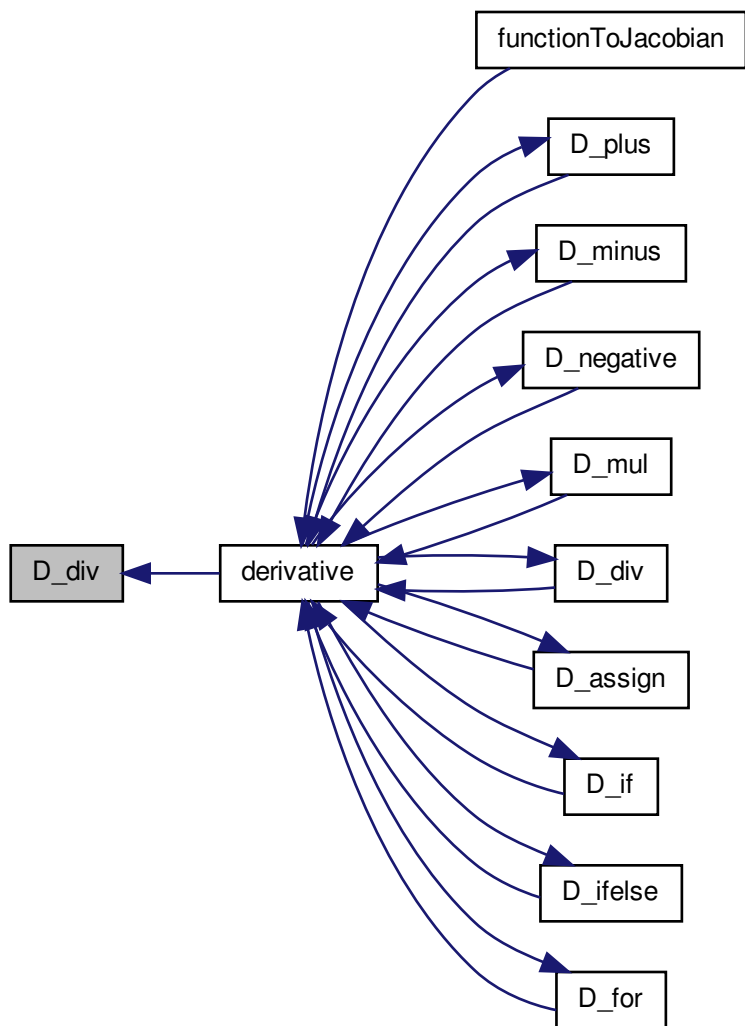 functionToJacobian
D_plus
D_minus
D_negative
D_mul
D_div
derivative
D_div
D_assign
D_if
D_ifelse
D_for